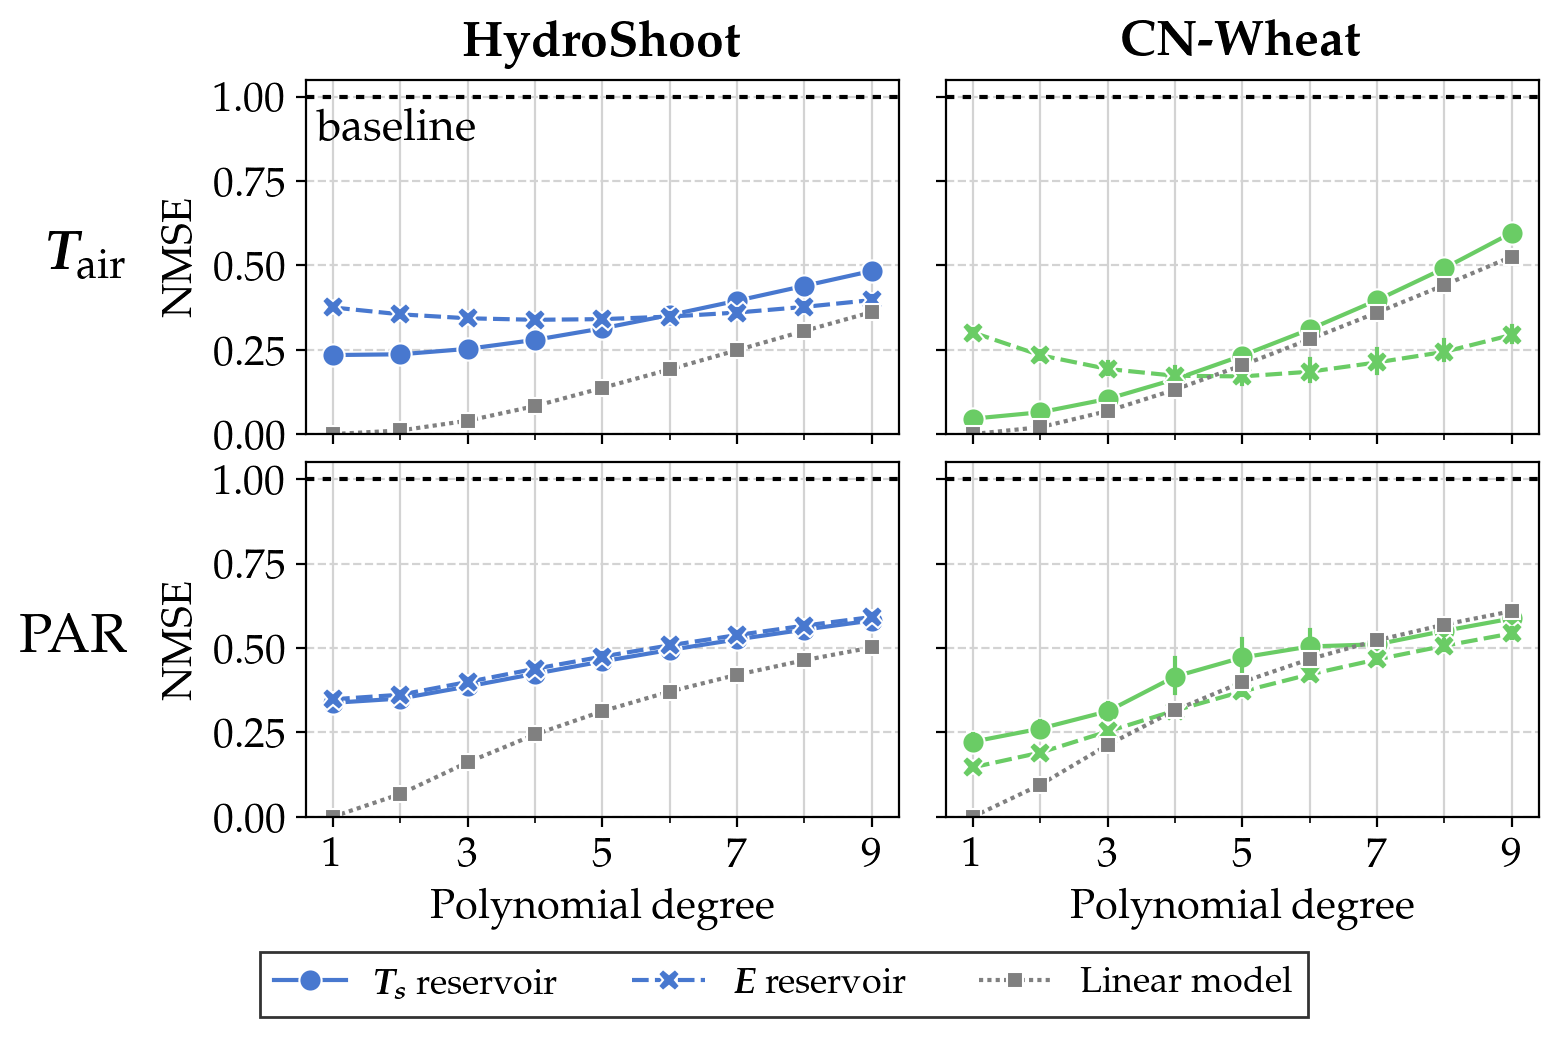 HydroShoot CN-Wheat
1.00
baseline
0.75
0.50
0.25
0.00
NMSE
T_air
1.00
0.75
0.50
0.25
0.00
NMSE
PAR
1 3 5 7 9
1 3 5 7 9
Polynomial degree Polynomial degree
T_s reservoir E reservoir Linear model